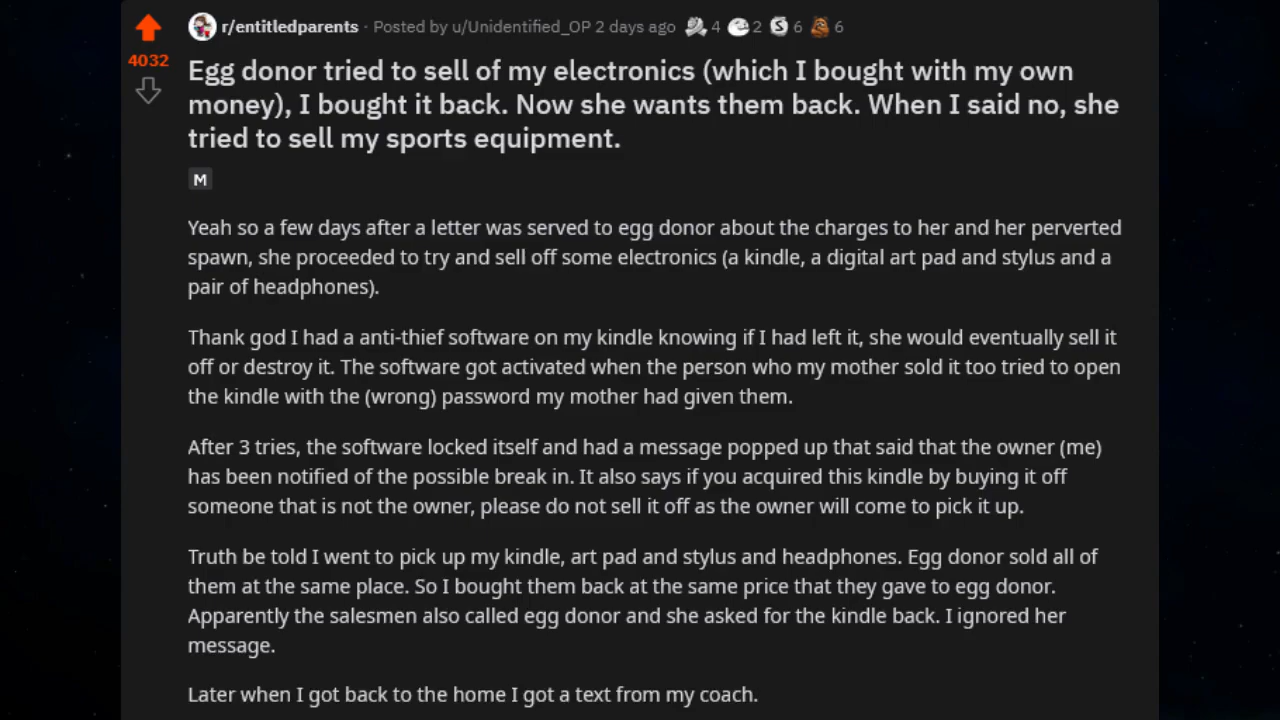 r/entitledparents · Posted by u/Unidentified_OP 2 days ago 4 2 6 6
4032
Egg donor tried to sell of my electronics (which I bought with my own
money), I bought it back. Now she wants them back. When I said no, she
tried to sell my sports equipment.
M
Yeah so a few days after a letter was served to egg donor about the charges to her and her perverted
spawn, she proceeded to try and sell off some electronics (a kindle, a digital art pad and stylus and a
pair of headphones).
Thank god I had a anti-thief software on my kindle knowing if I had left it, she would eventually sell it
off or destroy it. The software got activated when the person who my mother sold it too tried to open
the kindle with the (wrong) password my mother had given them.
After 3 tries, the software locked itself and had a message popped up that said that the owner (me)
has been notified of the possible break in. It also says if you acquired this kindle by buying it off
someone that is not the owner, please do not sell it off as the owner will come to pick it up.
Truth be told I went to pick up my kindle, art pad and stylus and headphones. Egg donor sold all of
them at the same place. So I bought them back at the same price that they gave to egg donor.
Apparently the salesmen also called egg donor and she asked for the kindle back. I ignored her
message.
Later when I got back to the home I got a text from my coach.